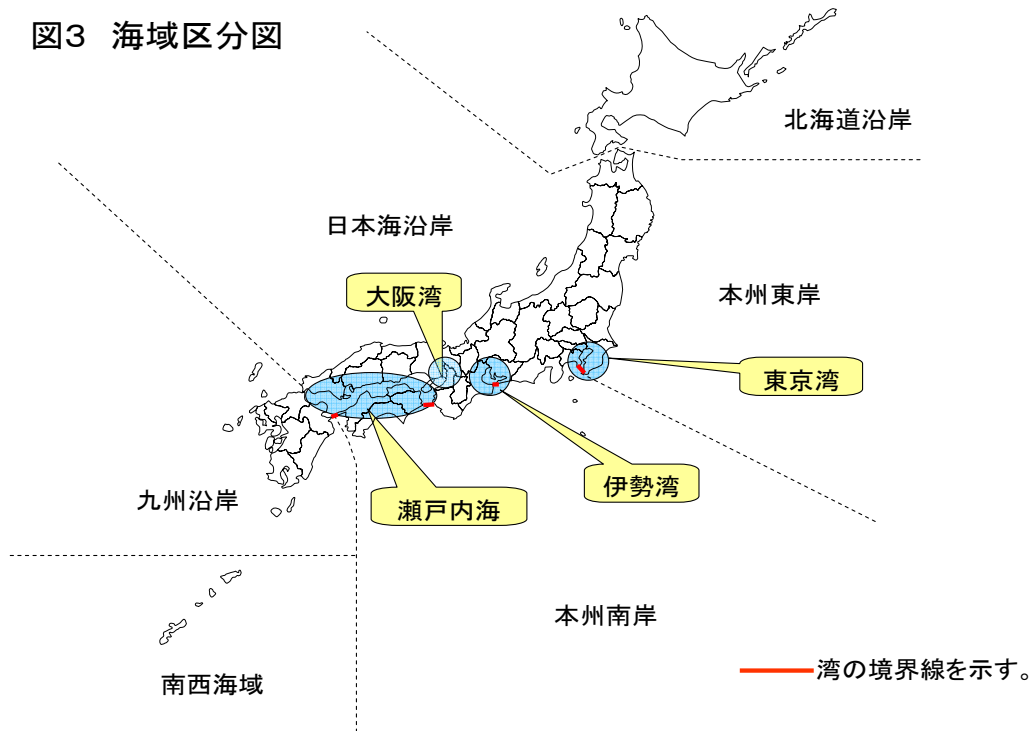 図3 海域区分図
北海道沿岸
日本海沿岸
大阪湾
本州東岸
東京湾
伊勢湾
瀬戸内海
九州沿岸
本州南岸
南西海域
湾の境界線を示す。